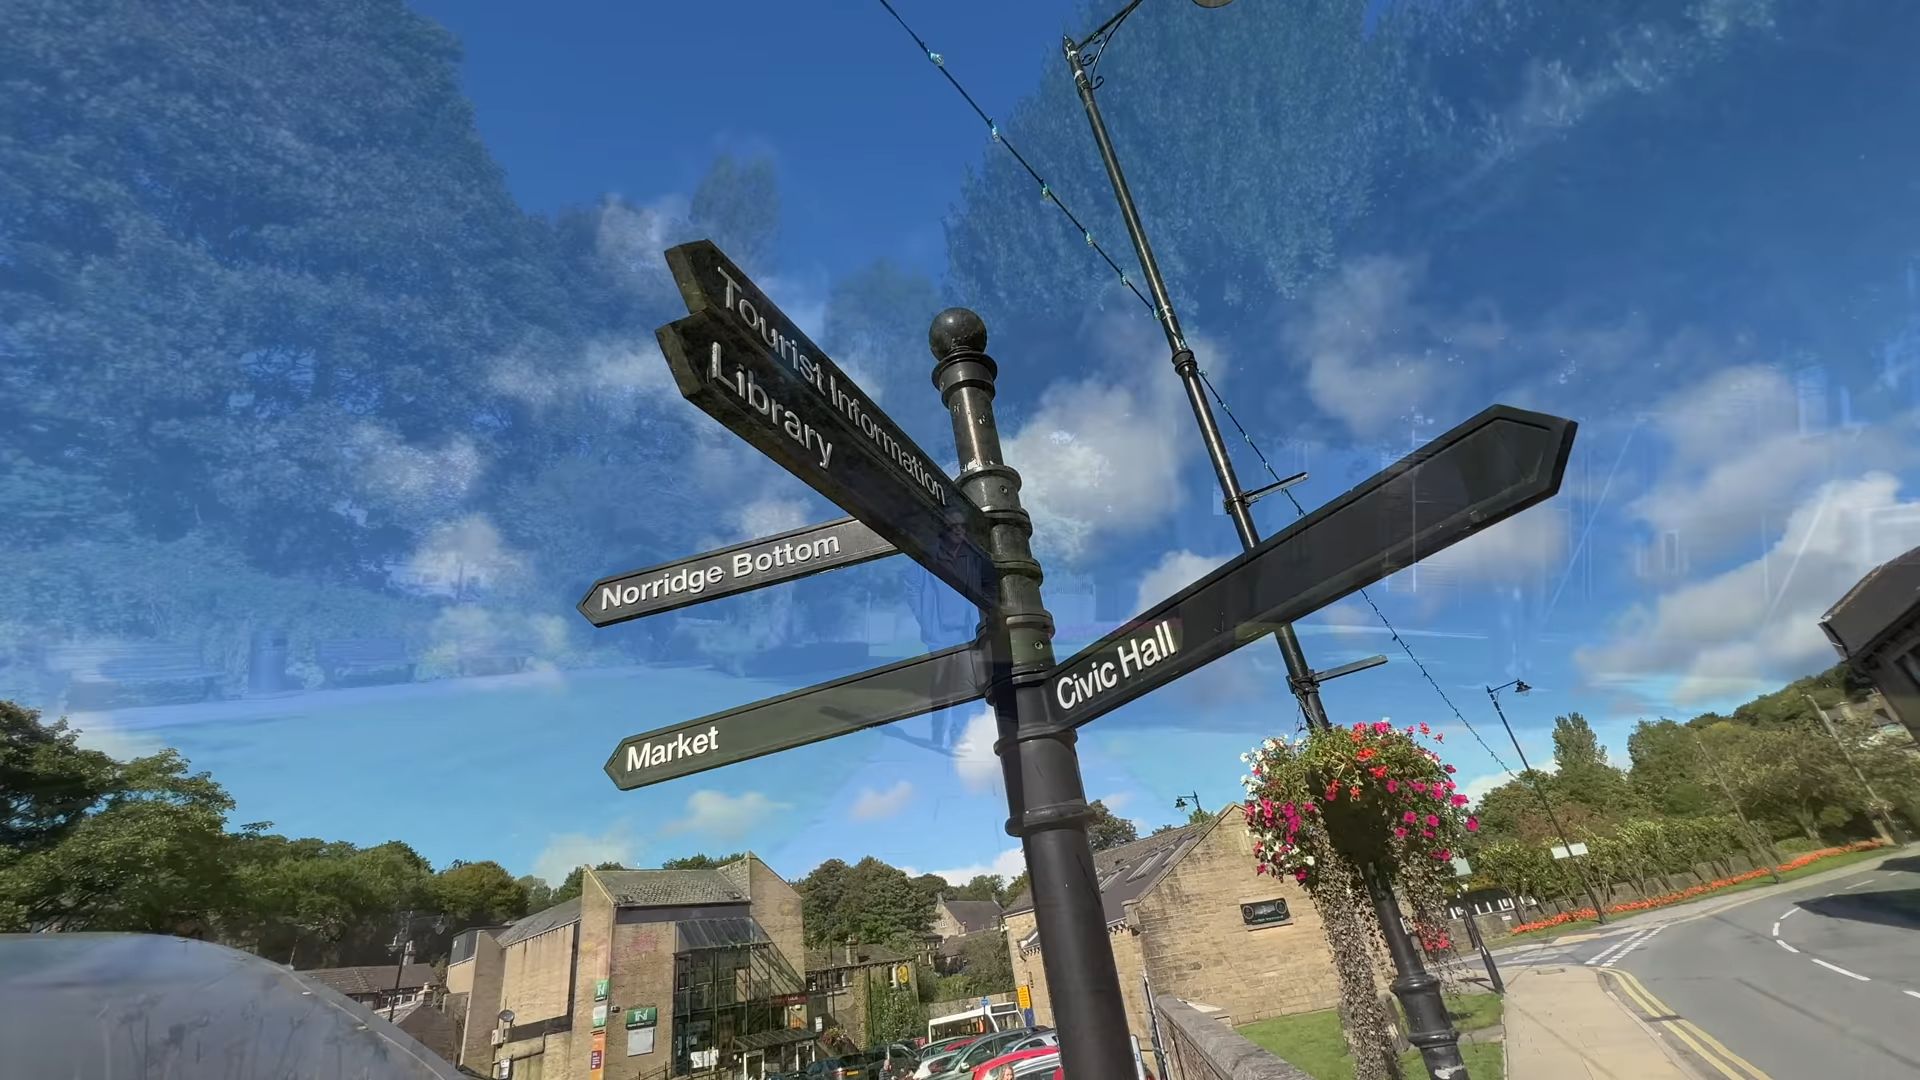 Tourist Information
Library
Norridge Bottom
Market
Civic Hall